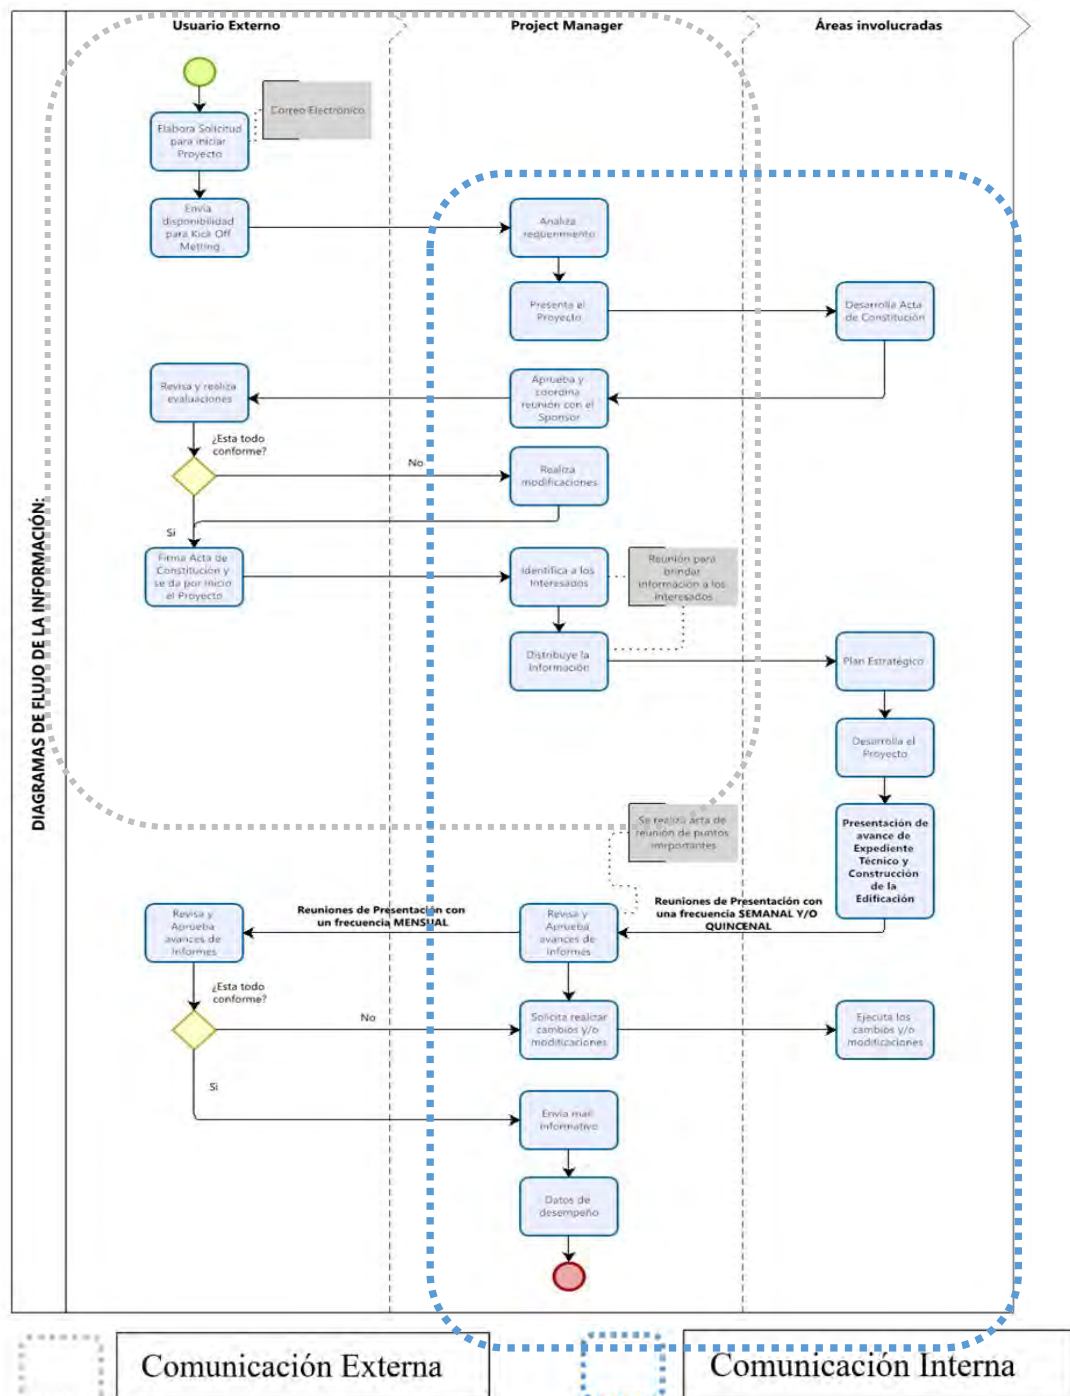 Usuario Externo
Project Manager
Áreas involucradas
DIAGRAMAS DE FLUJO DE LA INFORMACIÓN:
Correo Electrónico
Elabora Solicitud
para iniciar
Proyecto
Envia
disponibilidad
para Kick Off
Metting
Analiza
requerimiento
Presenta el
Proyecto
Desarrolla Acta
de Constitución
Aprueba y
coordina
reunión con el
Sponsor
Revisa y realiza
evaluaciones
¿Esta todo
conforme?
No
Realiza
modificaciones
Si
Firma Acta de
Constitución y
se da por inicio
el Proyecto
Identifica a los
Interesados
Reunión para
brindar
información a los
interesados
Distribuye la
Información
Plan Estratégico
Desarrolla el
Proyecto
Se realiza acta de
reunión de puntos
imrportantes
Presentación de
avance de
Expediente
Técnico y
Construcción
de la
Edificación
Reuniones de Presentación con
una frecuencia SEMANAL Y/O
QUINCENAL
Revisa y
Aprueba
avances de
Informes
Reuniones de Presentación con
un frecuencia MENSUAL
Revisa y
Aprueba
avances de
Informes
¿Esta todo
conforme?
No
Solicita realizar
cambios y/o
modificaciones
Ejecuta los
cambios y/o
modificaciones
Si
Envia mail
informativo
Datos de
desempeño
Comunicación Externa
Comunicación Interna